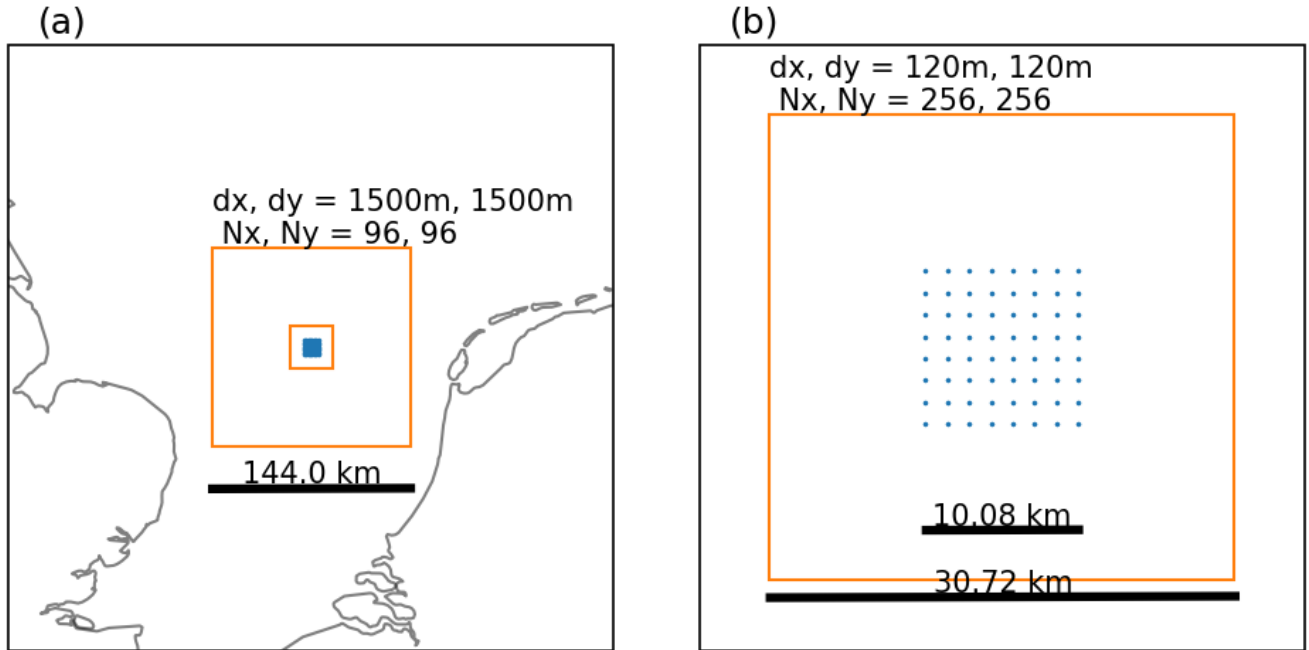 (a)
dx, dy = 1500m, 1500m
Nx, Ny = 96, 96
144.0 km
(b)
dx, dy = 120m, 120m
Nx, Ny = 256, 256
10.08 km
30.72 km